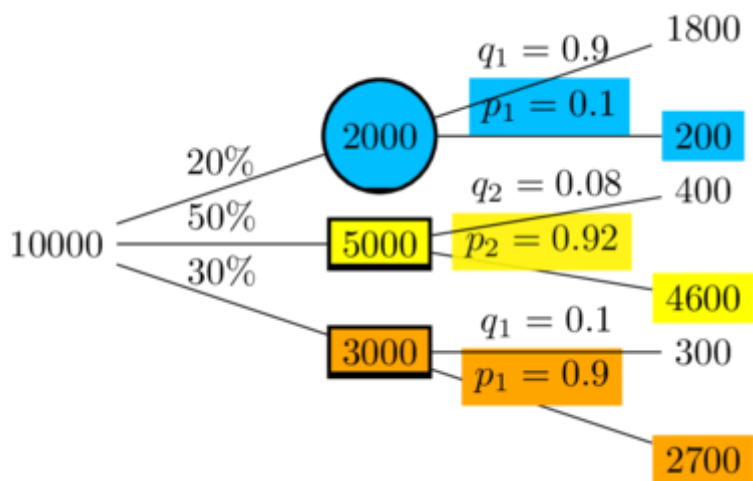 1800
q₁ = 0.9
p₁ = 0.1
2000
200
20%
q₂ = 0.08
400
50%
10000
5000
p₂ = 0.92
30%
4600
q₁ = 0.1
3000
300
p₁ = 0.9
2700